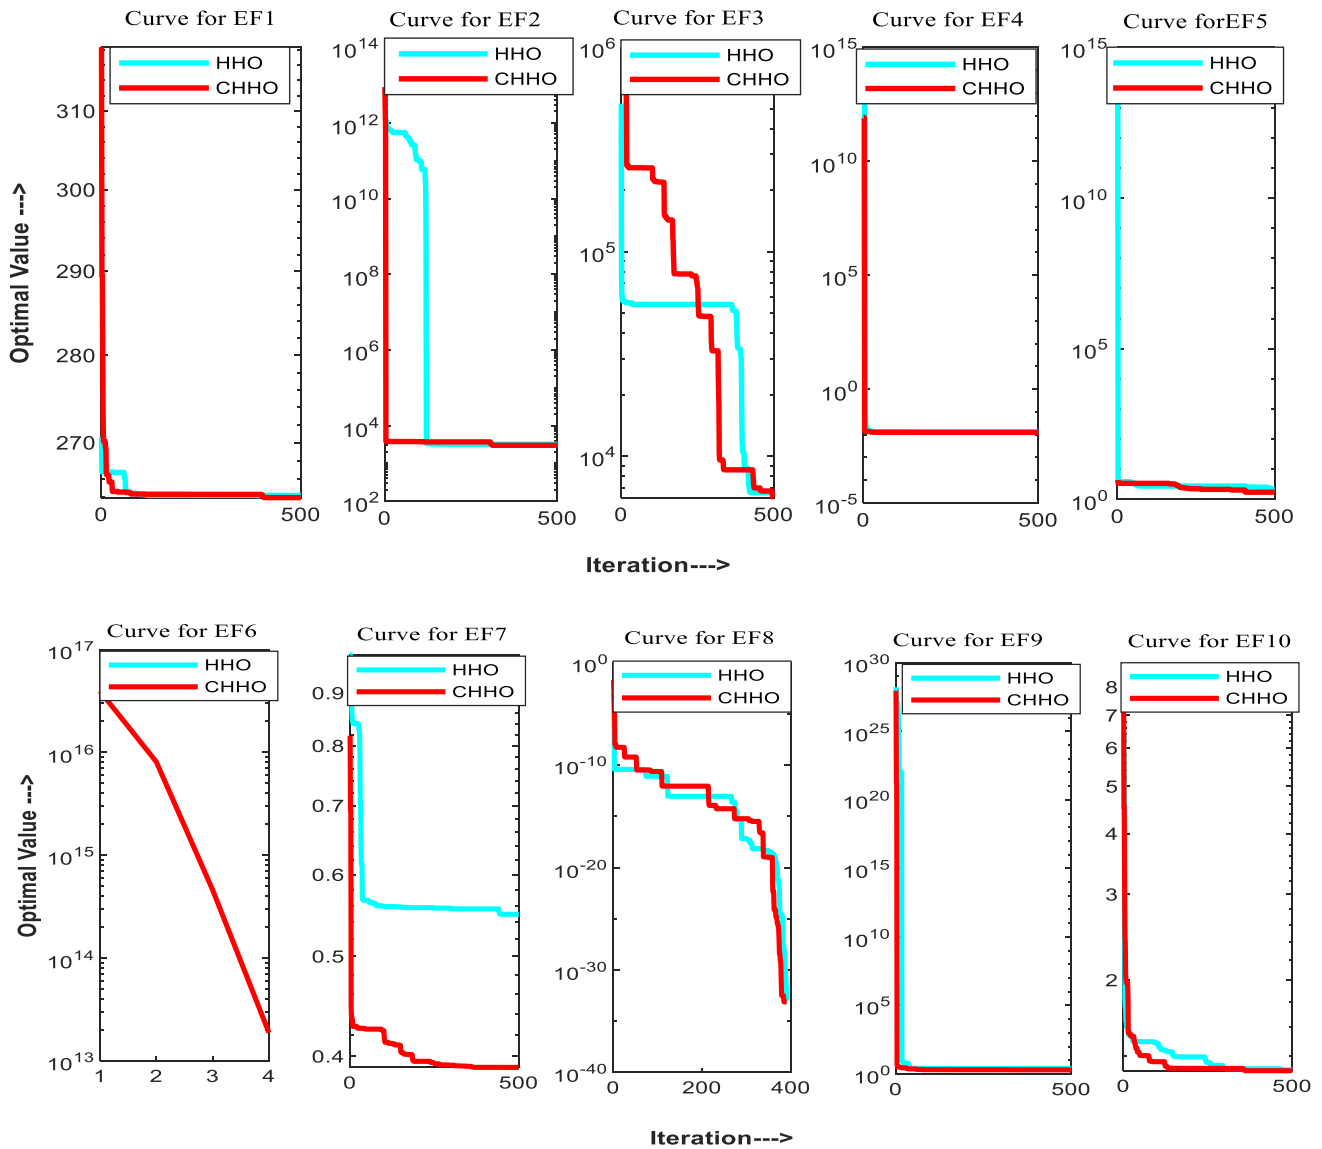 Curve for EF1
HHO
CHHO
310
300
290
280
270
0
500
Curve for EF2
HHO
CHHO
10^14
10^12
10^10
10^8
10^6
10^4
10^2
0
500
Curve for EF3
HHO
CHHO
10^6
10^5
10^4
0
500
Curve for EF4
HHO
CHHO
10^15
10^10
10^5
10^0
10^-5
0
500
Curve forEF5
HHO
CHHO
10^15
10^10
10^5
10^0
0
500
Optimal Value --->
Iteration--->
Curve for EF6
HHO
CHHO
10^17
10^16
10^15
10^14
10^13
1 2 3 4
Curve for EF7
HHO
CHHO
0.9
0.8
0.7
0.6
0.5
0.4
0
500
Curve for EF8
HHO
CHHO
10^0
10^-10
10^-20
10^-30
10^-40
0 200 400
Curve for EF9
HHO
CHHO
10^30
10^25
10^20
10^15
10^10
10^5
10^0
0
500
Curve for EF10
HHO
CHHO
8
7
6
5
4
3
2
0
500
Optimal Value --->
Iteration--->